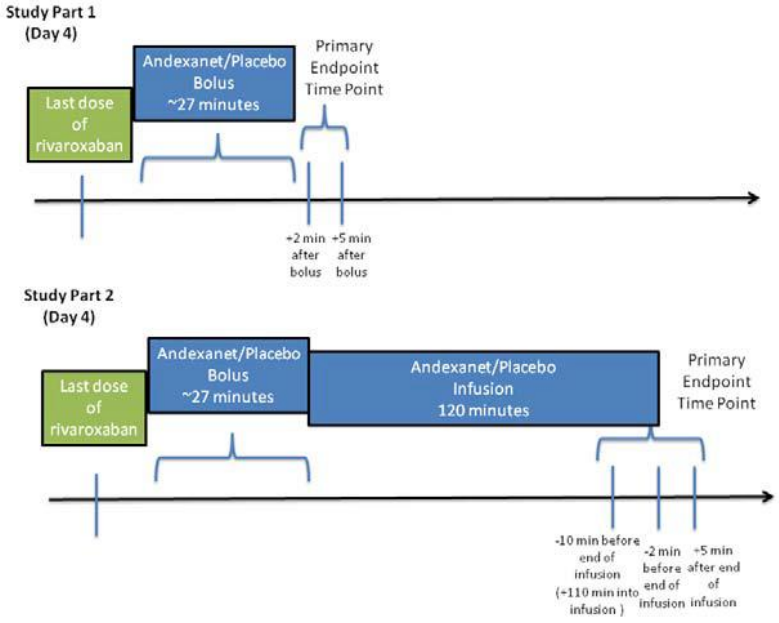 Study Part 1
(Day 4)
Andexanet/Placebo
Bolus
~27 minutes
Primary
Endpoint
Time Point
Last dose
of
rivaroxaban
+2 min
after
bolus
+5 min
after
bolus
Study Part 2
(Day 4)
Andexanet/Placebo
Bolus
~27 minutes
Andexanet/Placebo
Infusion
120 minutes
Primary
Endpoint
Time Point
Last dose
of
rivaroxaban
-10 min before
end of
infusion
(+110 min into
infusion )
-2 min
before
end of
infusion
+5 min
after end
of
infusion